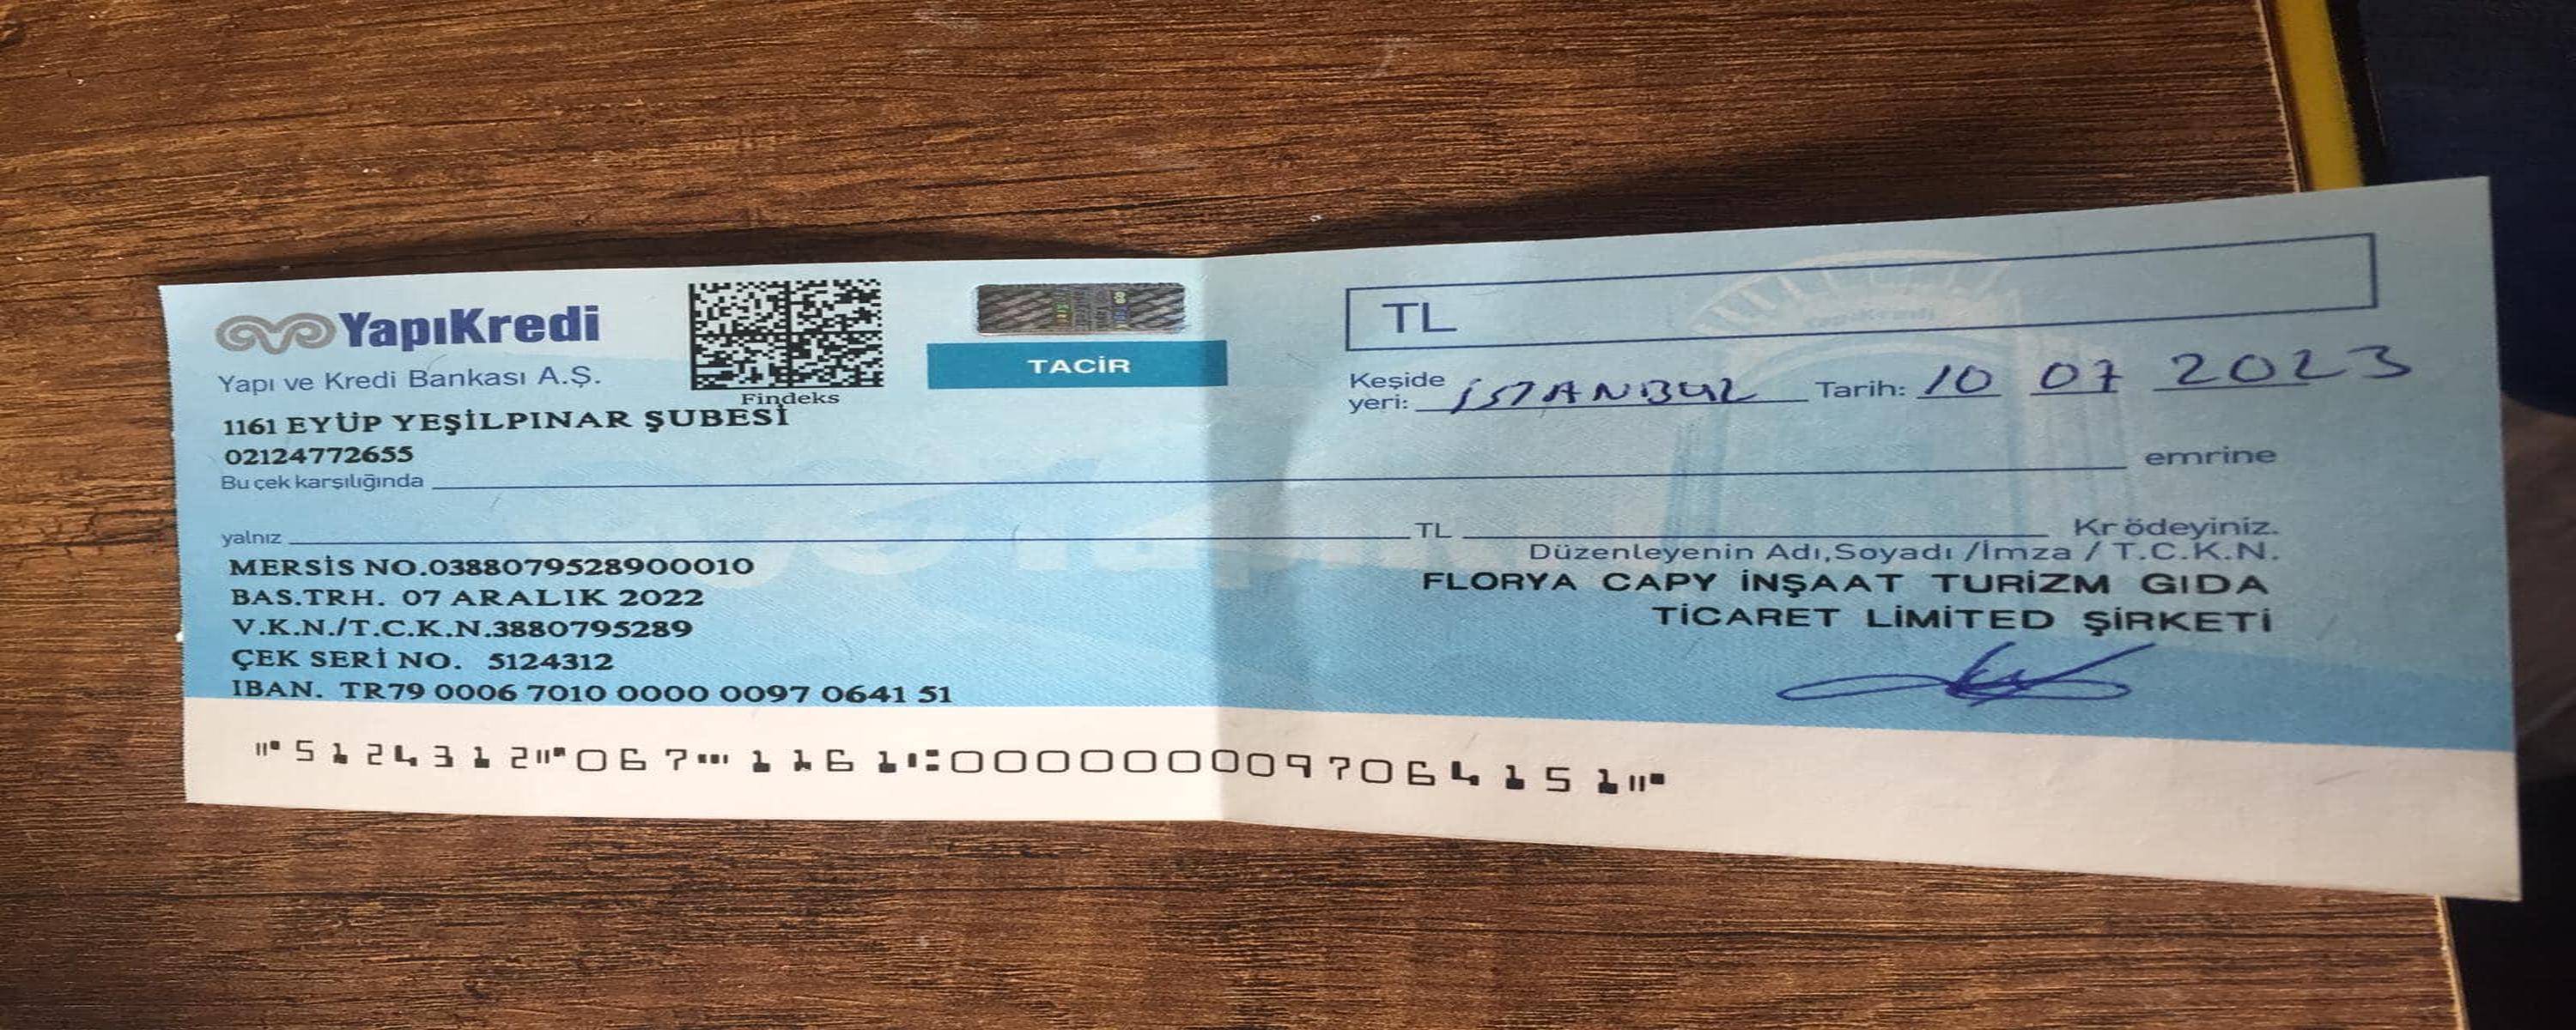 YapıKredi
Yapı ve Kredi Bankası A.Ş.
Findeks
1161 EYÜP YEŞİLPINAR ŞUBESİ
02124772655
TACİR
TL
Keşide yeri: İSTANBUL Tarih: 10 07 2023
Bu çek karşılığında emrine
yalnız TL Kr ödeyiniz.
Düzenleyenin Adı,Soyadı /İmza / T.C.K.N.
FLORYA CAPY İNŞAAT TURİZM GIDA
TİCARET LİMİTED ŞİRKETİ
MERSİS NO.0388079528900010
BAS.TRH. 07 ARALIK 2022
V.K.N./T.C.K.N.3880795289
ÇEK SERİ NO. 5124312
IBAN. TR79 0006 7010 0000 0097 0641 51
⑈5124312⑈067⑉1161⑆0000000097064151⑈